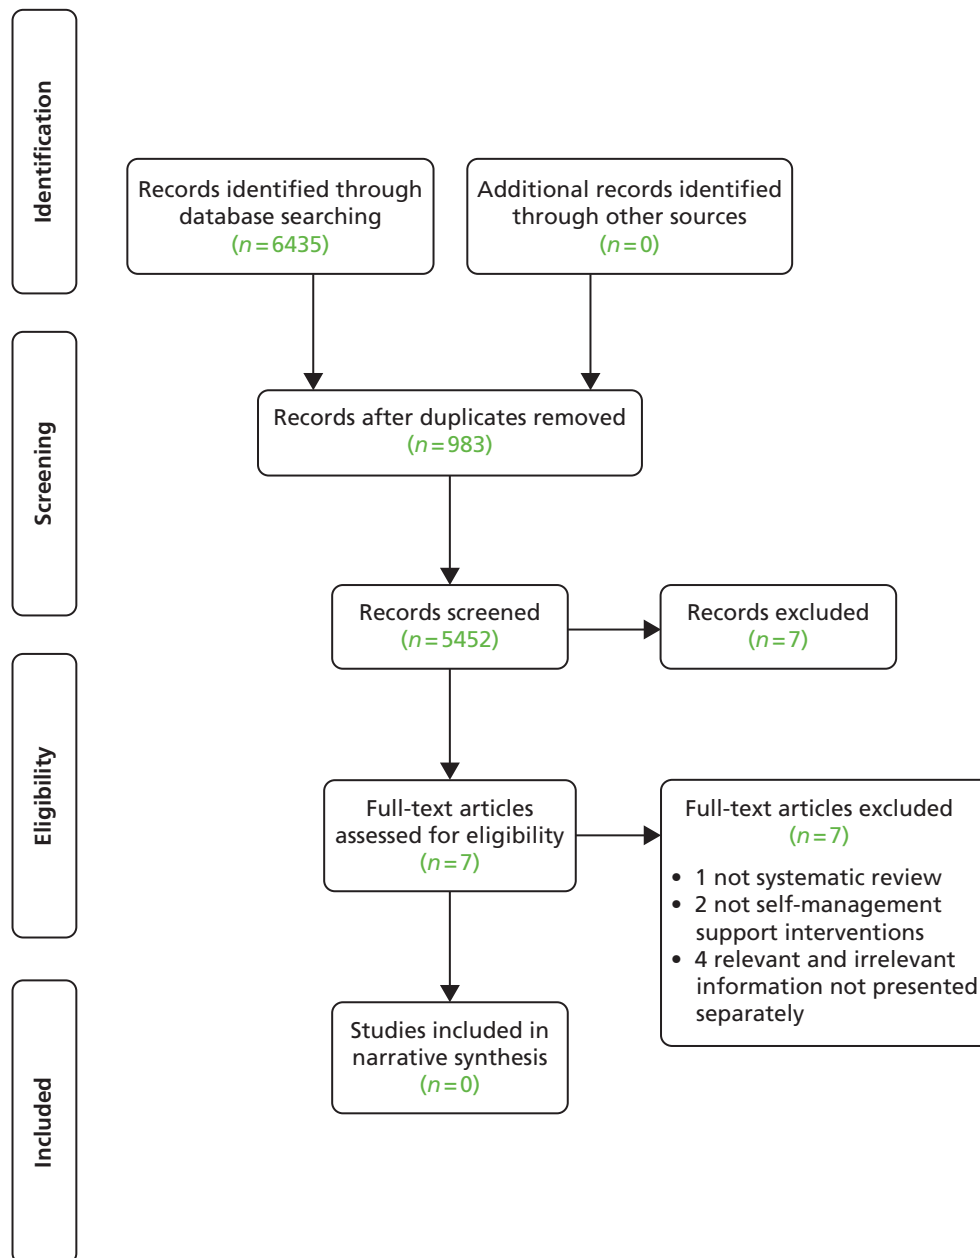 Identification
Records identified through
database searching
(n=6435)
Additional records identified
through other sources
(n=0)
Screening
Records after duplicates removed
(n=983)
Records screened
(n=5452)
Records excluded
(n=7)
Eligibility
Full-text articles
assessed for eligibility
(n=7)
Full-text articles excluded
(n=7)
• 1 not systematic review
• 2 not self-management
support interventions
• 4 relevant and irrelevant
information not presented
separately
Included
Studies included in
narrative synthesis
(n=0)